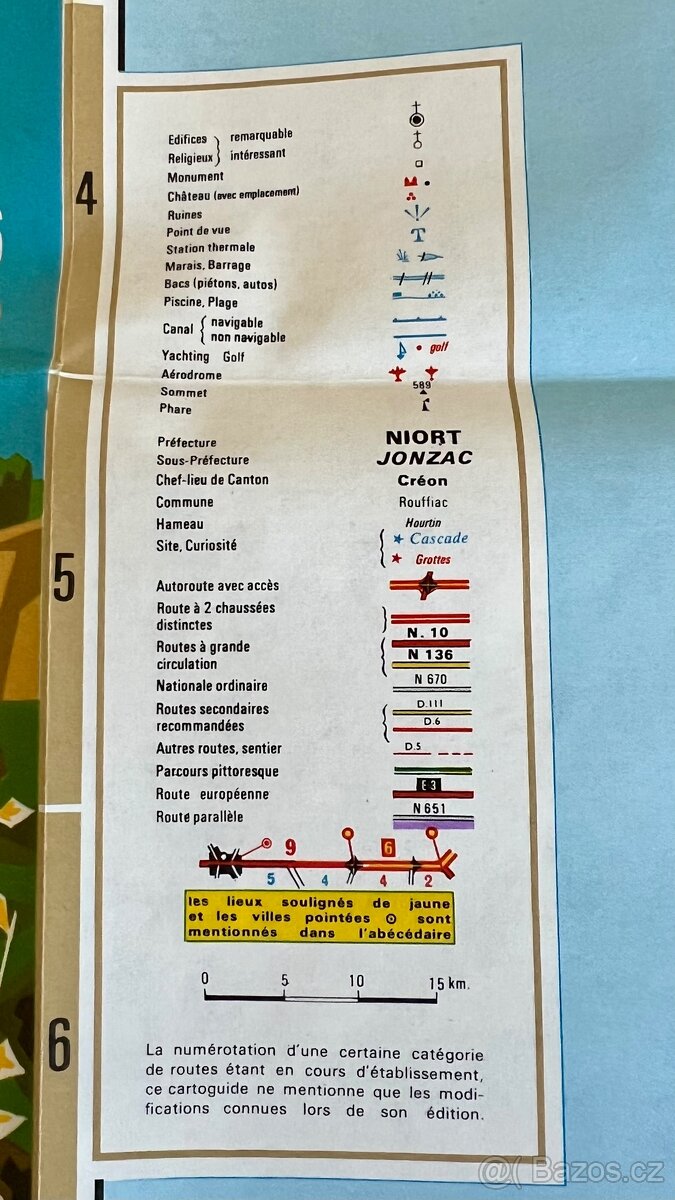 4
5
6
Edifices } remarquable
Religieux } intéressant
Monument
Château (avec emplacement)
Ruines
Point de vue
Station thermale
T
Marais, Barrage
Bacs (piétons, autos)
Piscine, Plage
Canal { navigable
non navigable
Yachting Golf
golf
Aérodrome
Sommet
589
Phare
Préfecture NIORT
Sous-Préfecture JONZAC
Chef-lieu de Canton Créon
Commune Rouffiac
Hameau Hourtin
Site, Curiosité { Cascade
Grottes
Autoroute avec accès
Route à 2 chaussées
distinctes
Routes à grande
circulation
N. 10
N 136
Nationale ordinaire N 670
Routes secondaires
recommandées
D.111
D.6
Autres routes, sentier D.5
Parcours pittoresque
Route européenne E3
Route parallèle N 651
9 6
5 4 4 2
les lieux soulignés de jaune
et les villes pointées ⊙ sont
mentionnés dans l'abécédaire
0 5 10 15 km.
La numérotation d'une certaine catégorie
de routes étant en cours d'établissement,
ce cartoguide ne mentionne que les modi-
fications connues lors de son édition.
Bazos.cz